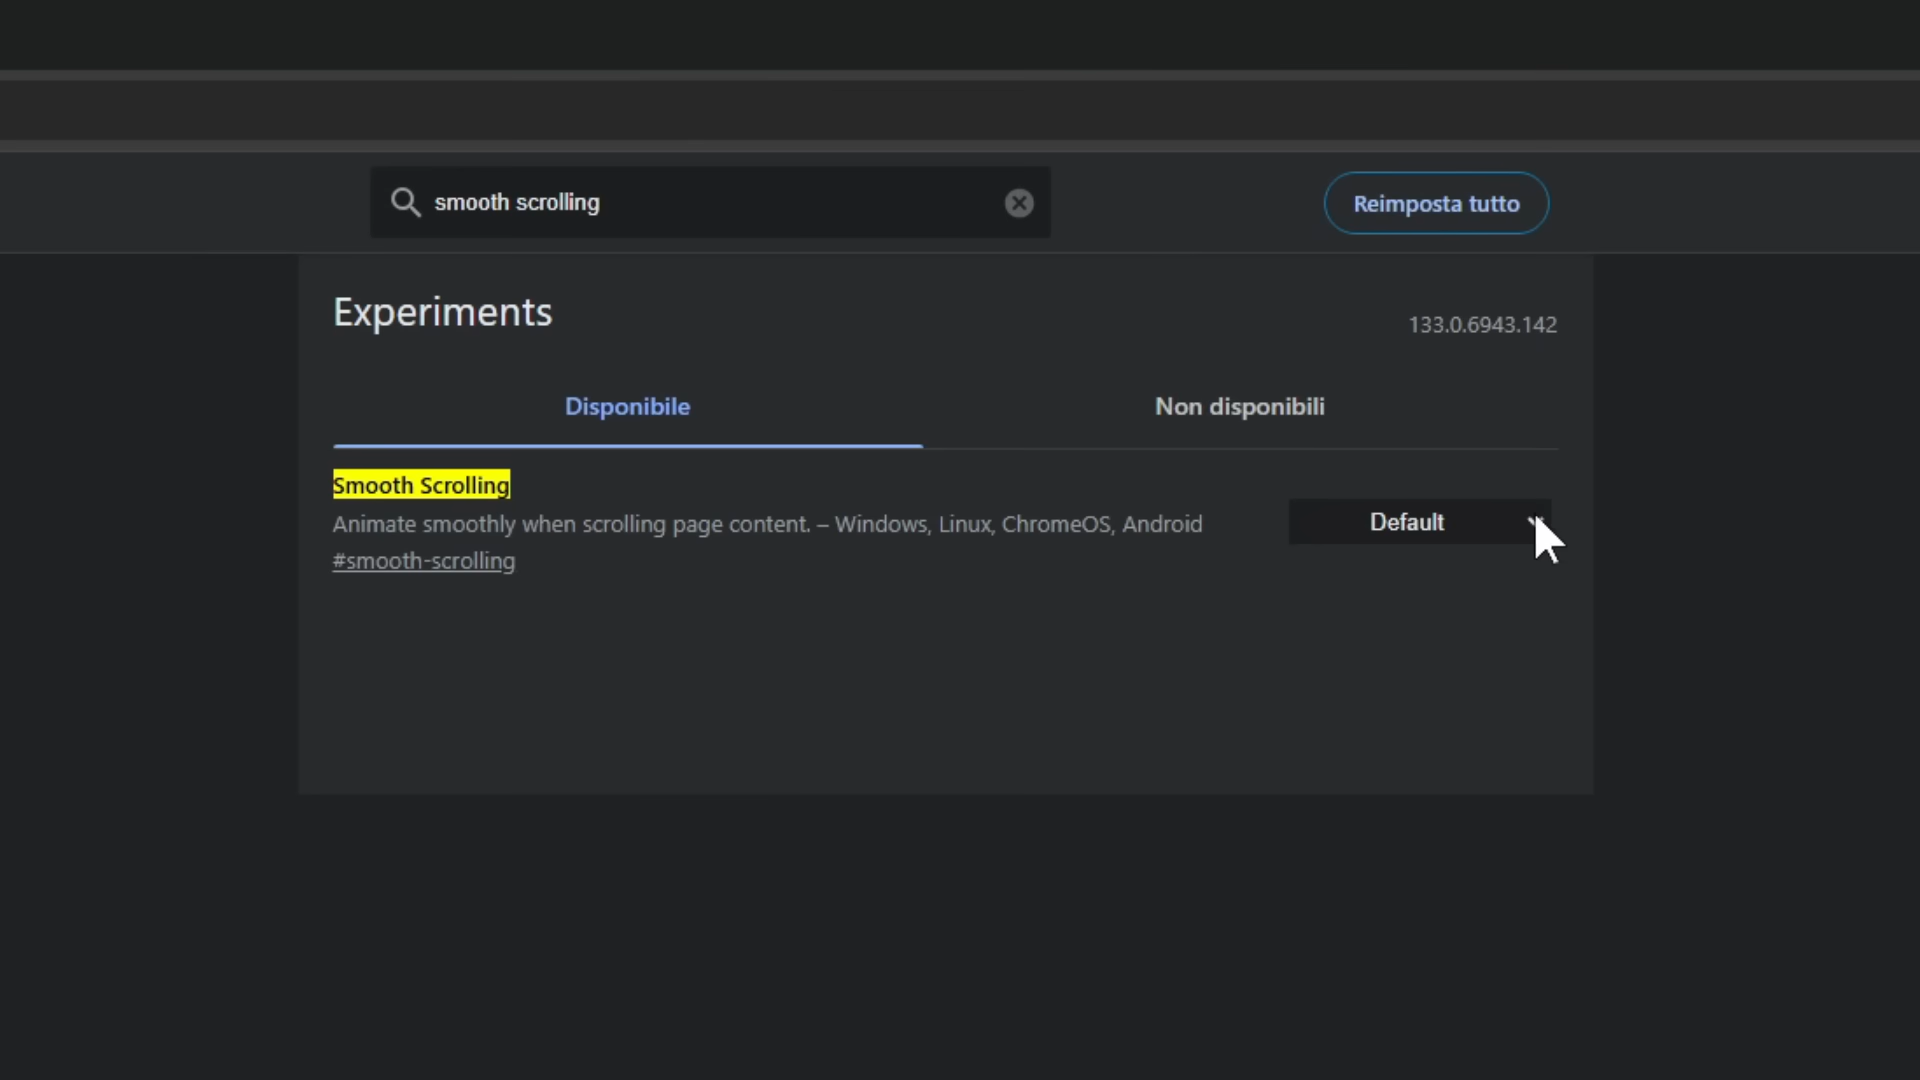 smooth scrolling
Reimposta tutto
Experiments
133.0.6943.142
Disponibile
Non disponibili
Smooth Scrolling
Animate smoothly when scrolling page content. – Windows, Linux, ChromeOS, Android
#smooth-scrolling
Default